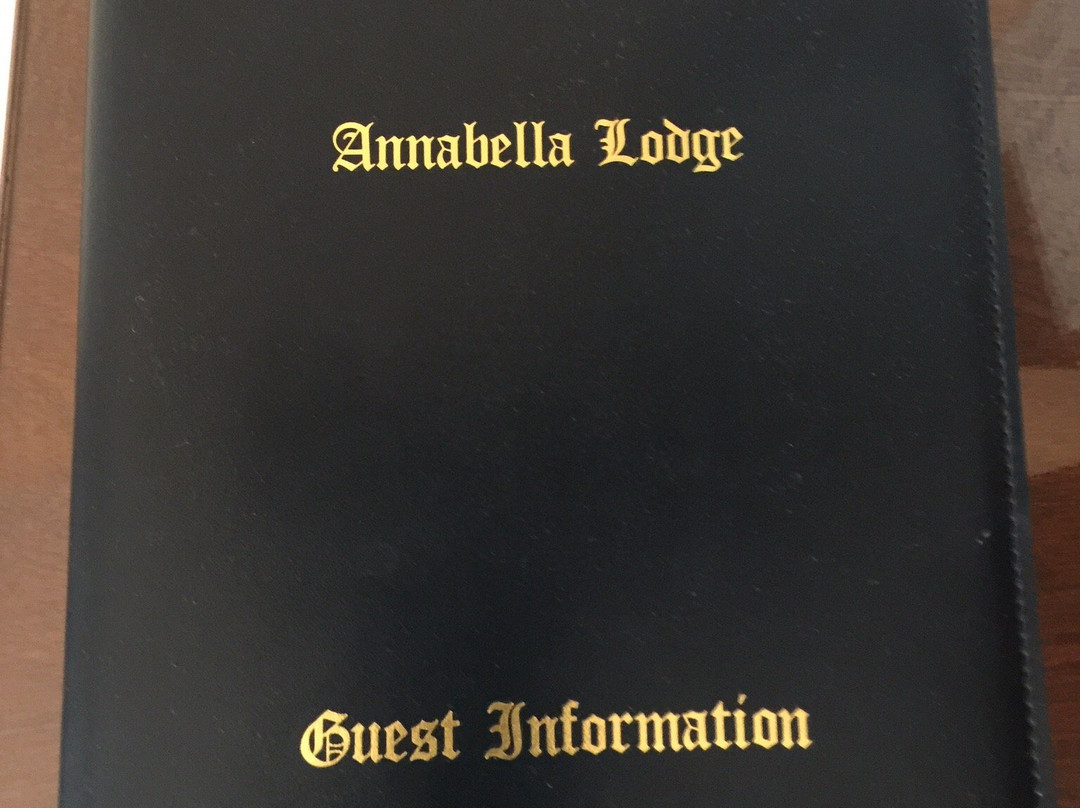 Annabella Lodge
Guest Information